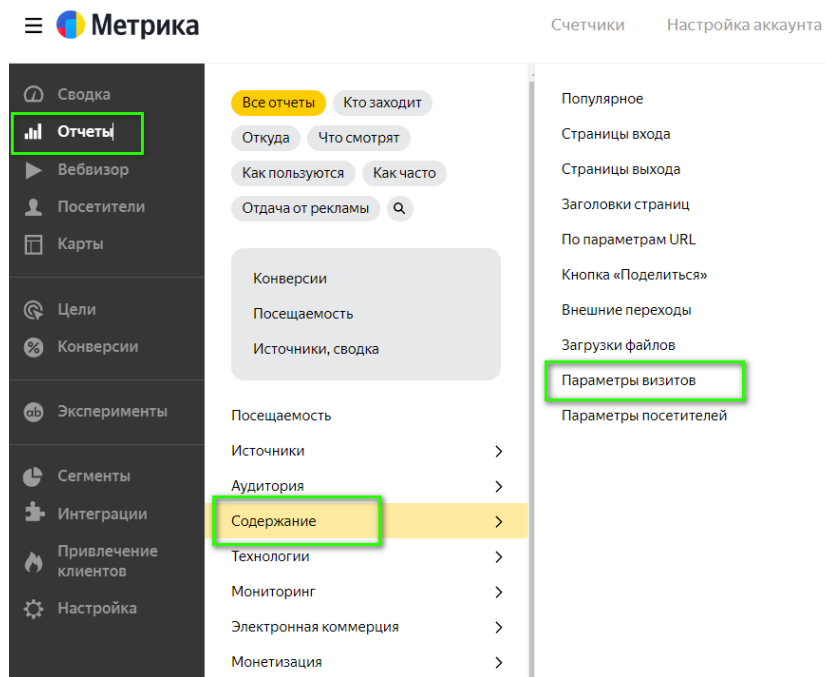 Метрика
Счетчики Настройка аккаунта
Сводка
Отчеты
Вебвизор
Посетители
Карты
Цели
Конверсии
Эксперименты
Сегменты
Интеграции
Привлечение
клиентов
Настройка
Все отчеты Кто заходит
Откуда Что смотрят
Как пользуются Как часто
Отдача от рекламы
Конверсии
Посещаемость
Источники, сводка
Посещаемость
Источники
Аудитория
Содержание
Технологии
Мониторинг
Электронная коммерция
Монетизация
Популярное
Страницы входа
Страницы выхода
Заголовки страниц
По параметрам URL
Кнопка «Поделиться»
Внешние переходы
Загрузки файлов
Параметры визитов
Параметры посетителей